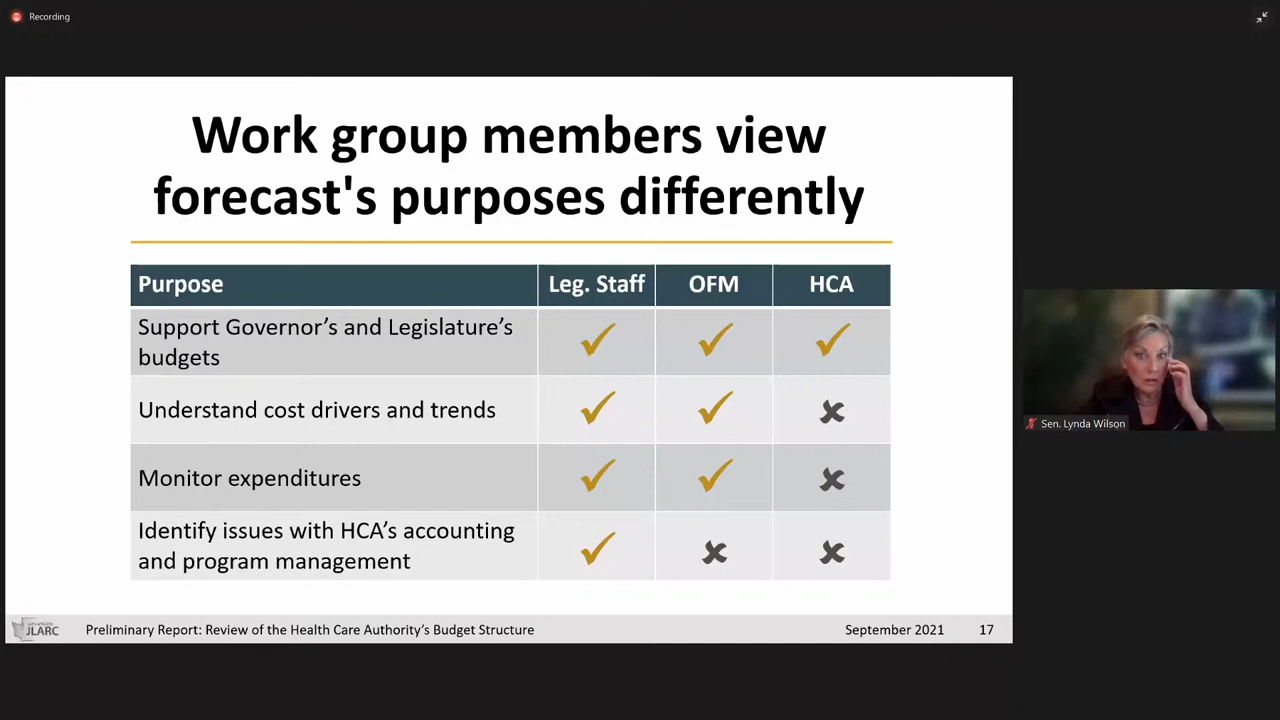 Recording
Work group members view
forecast's purposes differently
Purpose
Leg. Staff
OFM
HCA
Support Governor's and Legislature's
budgets
Understand cost drivers and trends
Monitor expenditures
Identify issues with HCA's accounting
and program management
JLARC
Preliminary Report: Review of the Health Care Authority's Budget Structure
September 2021
17
Sen. Lynda Wilson